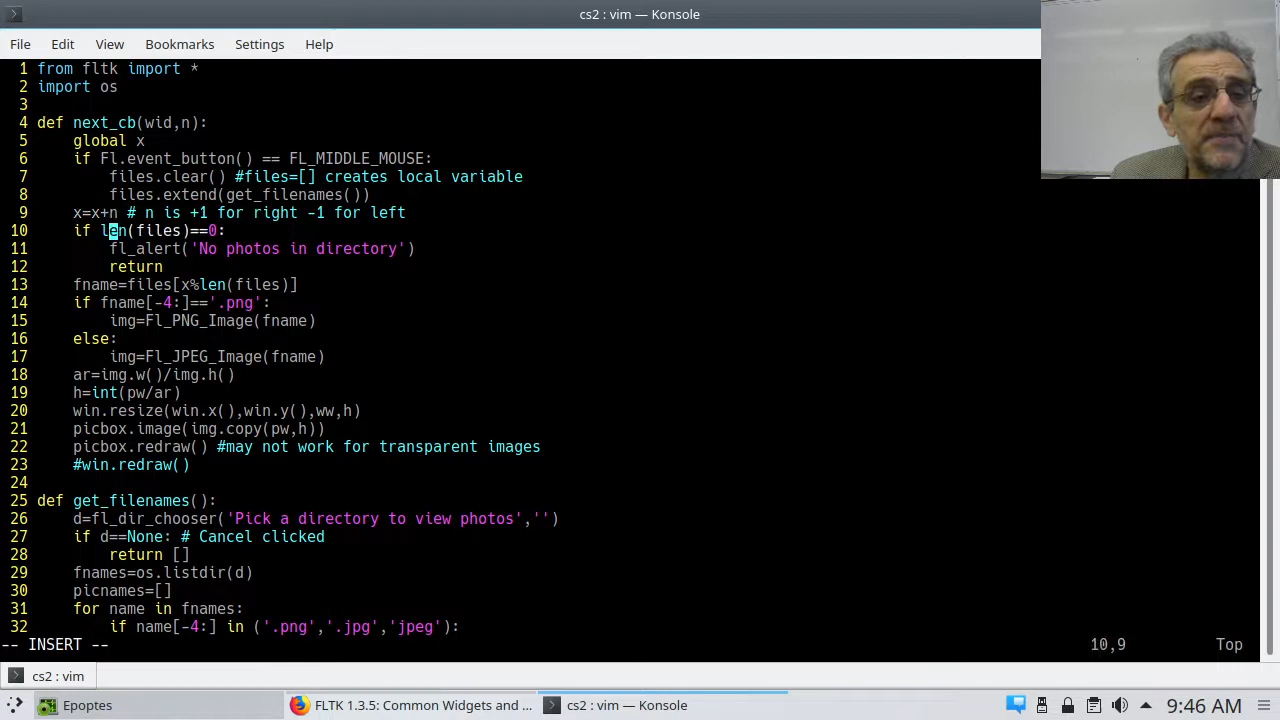 cs2 : vim — Konsole
File Edit View Bookmarks Settings Help
1 from fltk import *
2 import os
3
4 def next_cb(wid,n):
5     global x
6     if Fl.event_button() == FL_MIDDLE_MOUSE:
7         files.clear() #files=[] creates local variable
8         files.extend(get_filenames())
9     x=x+n # n is +1 for right -1 for left
10     if len(files)==0:
11         fl_alert('No photos in directory')
12         return
13     fname=files[x%len(files)]
14     if fname[-4:]=='.png':
15         img=Fl_PNG_Image(fname)
16     else:
17         img=Fl_JPEG_Image(fname)
18     ar=img.w()/img.h()
19     h=int(pw/ar)
20     win.resize(win.x(),win.y(),ww,h)
21     picbox.image(img.copy(pw,h))
22     picbox.redraw() #may not work for transparent images
23     #win.redraw()
24
25 def get_filenames():
26     d=fl_dir_chooser('Pick a directory to view photos','')
27     if d==None: # Cancel clicked
28         return []
29     fnames=os.listdir(d)
30     picnames=[]
31     for name in fnames:
32         if name[-4:] in ('.png','.jpg','jpeg'):
-- INSERT -- 10,9 Top
cs2 : vim
Epoptes FLTK 1.3.5: Common Widgets and ... cs2 : vim — Konsole 9:46 AM